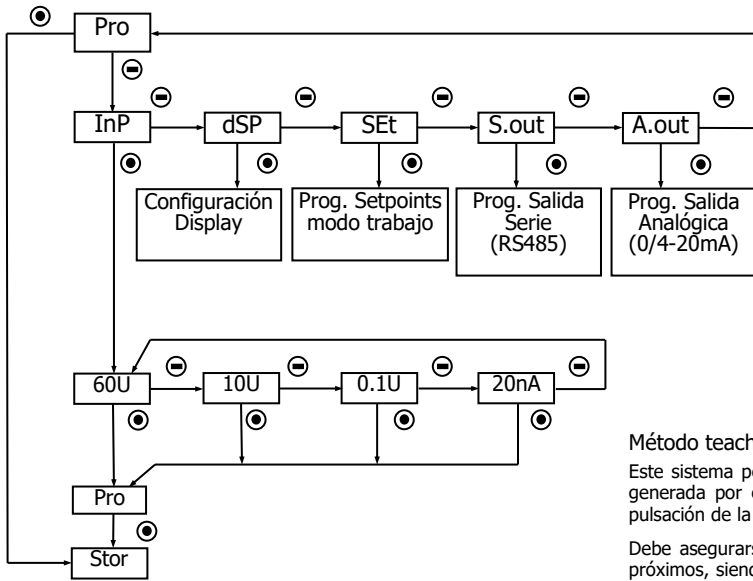 Pro
InP
dSP
SEt
S.out
A.out
Configuración
Display
Prog. Setpoints
modo trabajo
Prog. Salida
Serie
(RS485)
Prog. Salida
Analógica
(0/4-20mA)
60U
10U
0.1U
20nA
Pro
Stor
Método teach
Este sistema
generada por
pulsación de la
Debe
próximos,